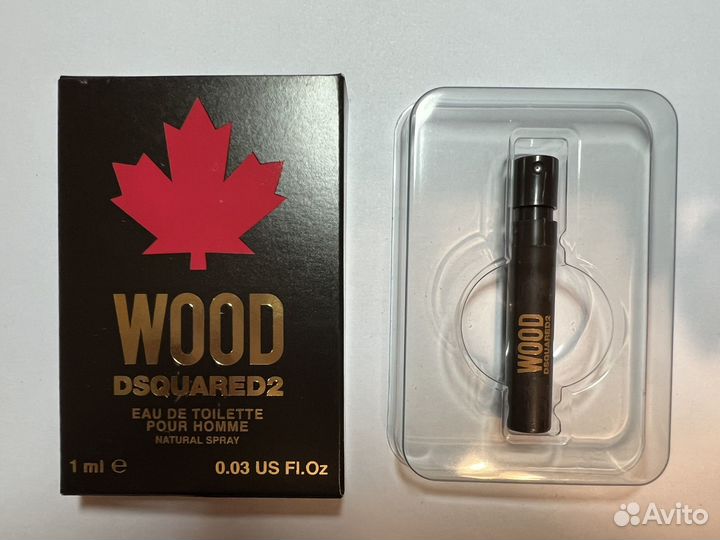 WOOD
DSQUARED2
EAU DE TOILETTE
POUR HOMME
NATURAL SPRAY
1 ml ℮
0.03 US Fl.Oz
WOOD
DSQUARED2
Avito